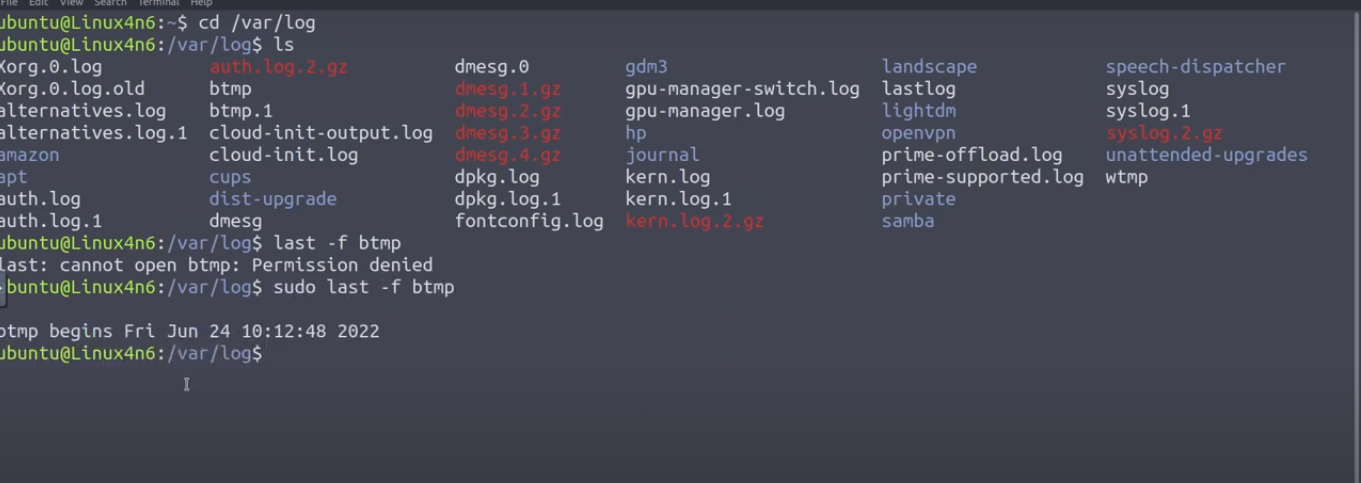 File Edit View Search Terminal Help
ubuntu@Linux4n6:~$ cd /var/log
ubuntu@Linux4n6:/var/log$ ls
Xorg.0.log auth.log.2.gz dmesg.0 gdm3 landscape speech-dispatcher
Xorg.0.log.old btmp dmesg.1.gz gpu-manager-switch.log lastlog syslog
alternatives.log btmp.1 dmesg.2.gz gpu-manager.log lightdm syslog.1
alternatives.log.1 cloud-init-output.log dmesg.3.gz hp openvpn syslog.2.gz
amazon cloud-init.log dmesg.4.gz journal prime-offload.log unattended-upgrades
apt cups dpkg.log kern.log prime-supported.log wtmp
auth.log dist-upgrade dpkg.log.1 kern.log.1 private
auth.log.1 dmesg fontconfig.log kern.log.2.gz samba
ubuntu@Linux4n6:/var/log$ last -f btmp
last: cannot open btmp: Permission denied
ubuntu@Linux4n6:/var/log$ sudo last -f btmp
btmp begins Fri Jun 24 10:12:48 2022
ubuntu@Linux4n6:/var/log$